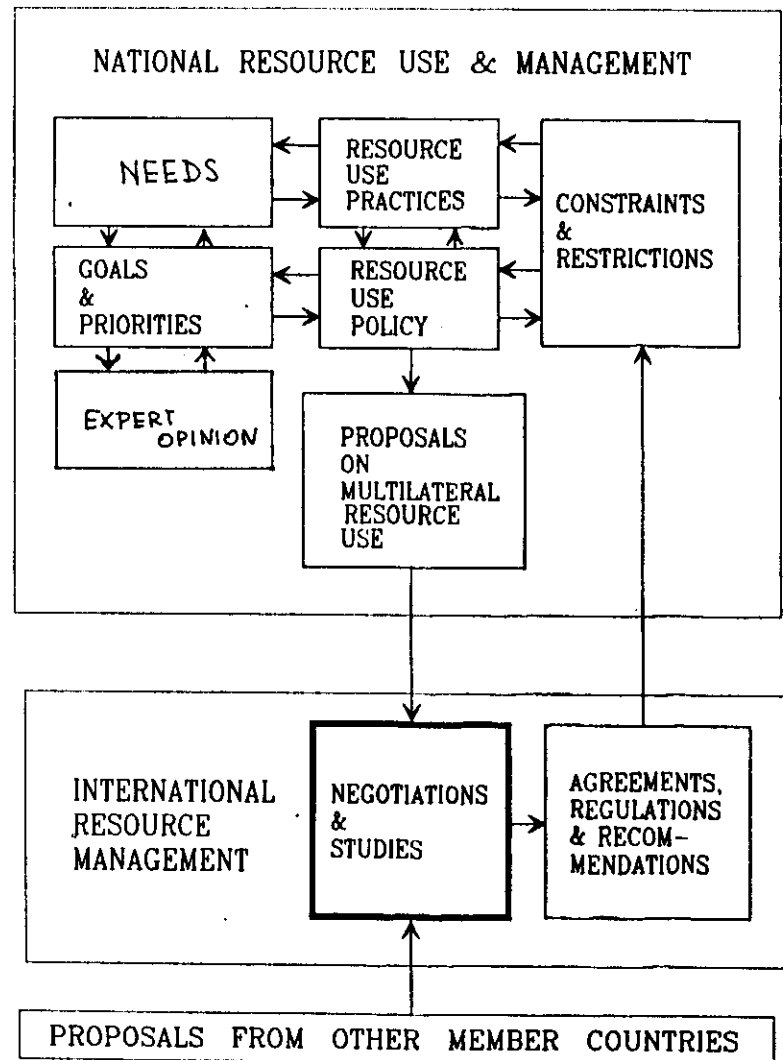 NATIONAL RESOURCE USE & MANAGEMENT
NEEDS
RESOURCE
USE
PRACTICES
CONSTRAINTS
&
RESTRICTIONS
GOALS
&
PRIORITIES
RESOURCE
USE
POLICY
EXPERT
OPINION
PROPOSALS
ON
MULTILATERAL
RESOURCE
USE
INTERNATIONAL
RESOURCE
MANAGEMENT
NEGOTIATIONS
&
STUDIES
AGREEMENTS,
REGULATIONS
& RECOM-
MENDATIONS
PROPOSALS FROM OTHER MEMBER COUNTRIES